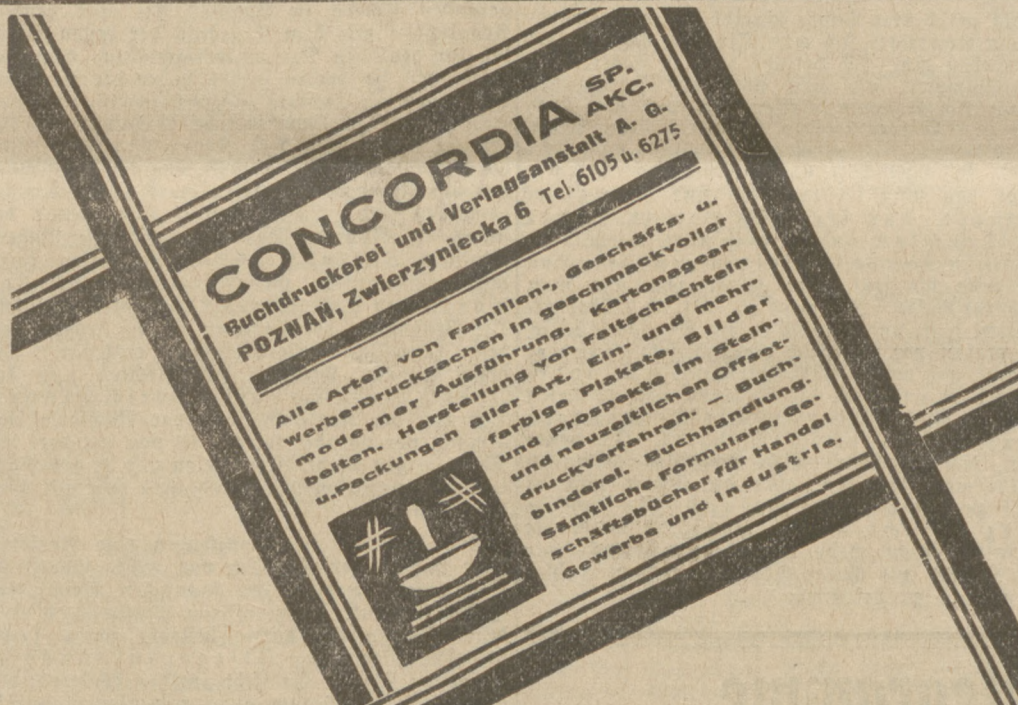 CONCORDIA SP. AKC.
Buchdruckerei und Verlagsanstalt A. G.
POZNAŃ, Zwierzyniecka 6 Tel. 6105 u. 6275
Alle Arten von Familien-, Geschäfts- u.
Werbe-Drucksachen in geschmackvoller
moderner Ausführung. Kartonagear-
beiten. Herstellung von Faltschachteln
u. Packungen aller Art. Ein- und mehr-
farbige Plakate, Bilder
und Prospekte im Stein-
und neuzeitlichen Offset-
druckverfahren. — Buch-
binderei. Buchhandlung.
Sämtliche Formulare, Ge-
schäftsbücher für Handel
Gewerbe und Industrie.